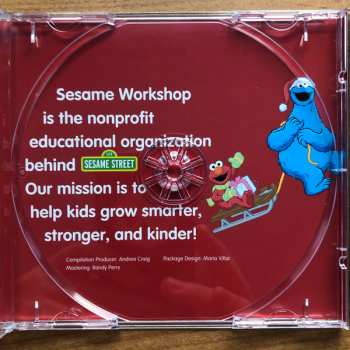 Sesame Workshop
is the nonprofit
educational organization
behind SESAME STREET
Our mission is to
help kids grow smarter,
stronger, and kinder!
Compilation Producer: Andrea Craig Package Design: Maria Villar
Mastering: Randy Perry